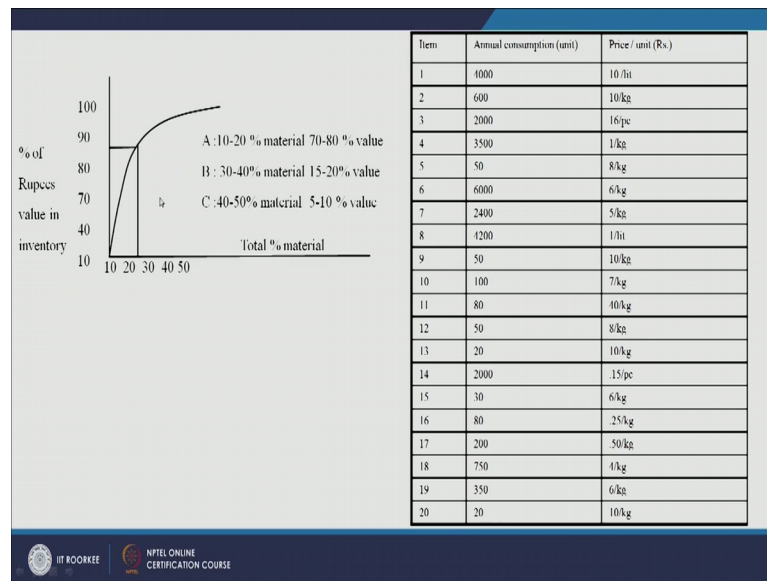 100
90
% of
80
Rupees
70
value in
40
inventory
10
10 20 30 40 50
A :10-20 % material 70-80 % value
B : 30-40% material 15-20% value
C :40-50% material 5-10 % value
Total % material
Item Annual consumption (unit) Price / unit (Rs.)
1 4000 10 /lit
2 600 10/kg
3 2000 16/pc
4 3500 1/kg
5 50 8/kg
6 6000 6/kg
7 2400 5/kg
8 4200 1/lit
9 50 10/kg
10 100 7/kg
11 80 40/kg
12 50 8/kg
13 20 10/kg
14 2000 .15/pc
15 30 6/kg
16 80 .25/kg
17 200 .50/kg
18 750 4/kg
19 350 6/kg
20 20 10/kg
IIT ROORKEE
NPTEL ONLINE
CERTIFICATION COURSE